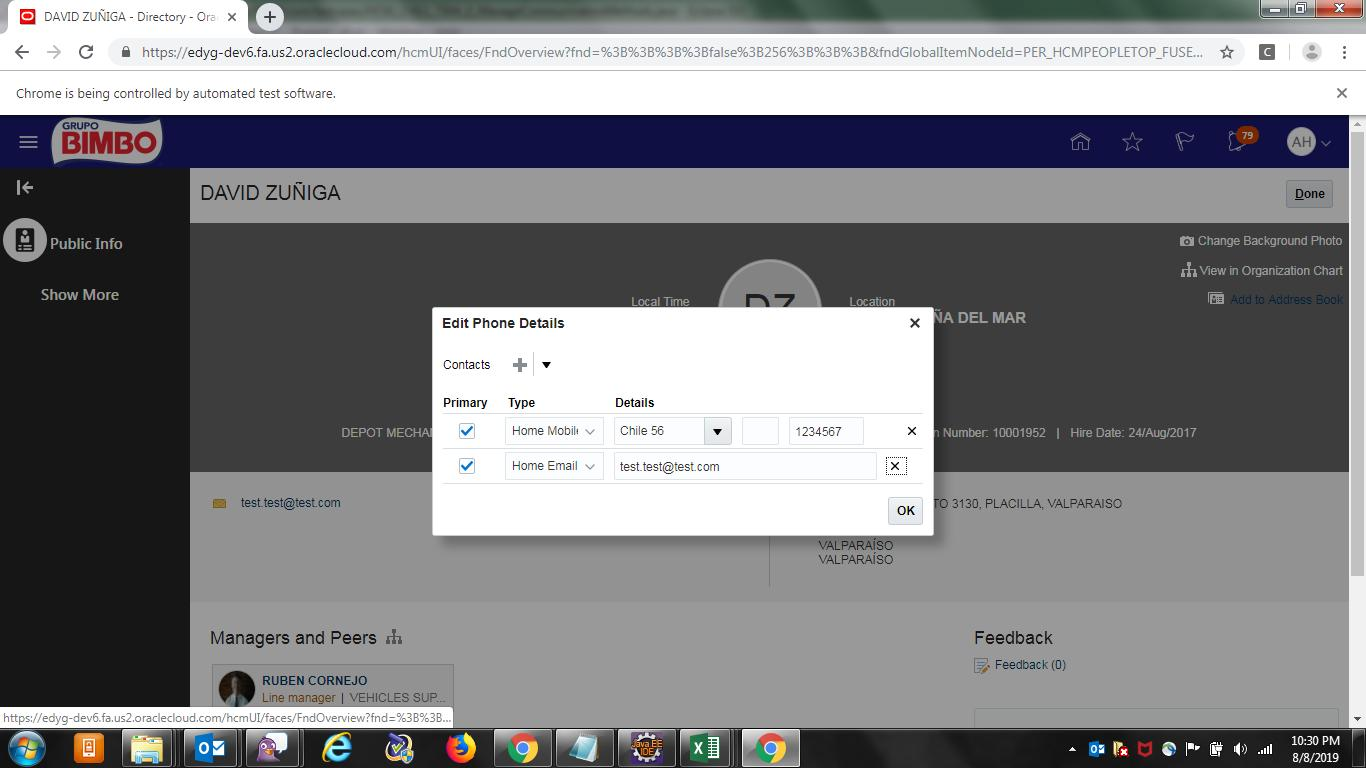 DAVID ZUÑIGA - Directory - Ora
https://edyg-dev6.fa.us2.oraclecloud.com/hcmUI/faces/FndOverview?fnd=%3B%3B%3B%3Bfalse%3B256%3B%3B%3B&fndGlobalItemNodeId=PER_HCMPEOPLETOP_FUSE...
C
Chrome is being controlled by automated test software.
GRUPO
BIMBO
79
AH
DAVID ZUÑIGA
Done
Public Info
Show More
Change Background Photo
View in Organization Chart
Add to Address Book
Local Time
DZ
Location
ÑA DEL MAR
Edit Phone Details
Contacts
Primary Type Details
Home Mobile Chile 56 1234567
Home Email test.test@test.com
OK
DEPOT MECHAN
n Number: 10001952 | Hire Date: 24/Aug/2017
test.test@test.com
TO 3130, PLACILLA, VALPARAISO
VALPARAÍSO
VALPARAÍSO
Managers and Peers
Feedback
Feedback (0)
RUBEN CORNEJO
Line manager | VEHICLES SUP...
https://edyg-dev6.fa.us2.oraclecloud.com/hcmUI/faces/FndOverview?fnd=%3B%3B...
Java EE
IDE
10:30 PM
8/8/2019